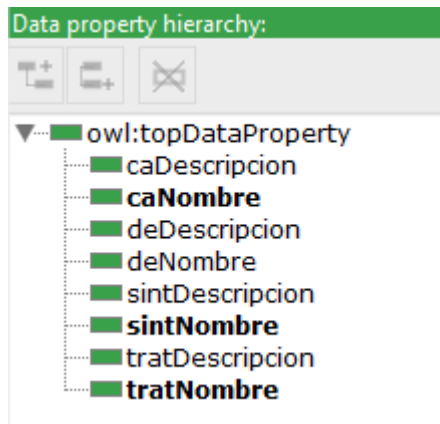 Data property hierarchy:
owl:topDataProperty
caDescripcion
caNombre
deDescripcion
deNombre
sintDescripcion
sintNombre
tratDescripcion
tratNombre